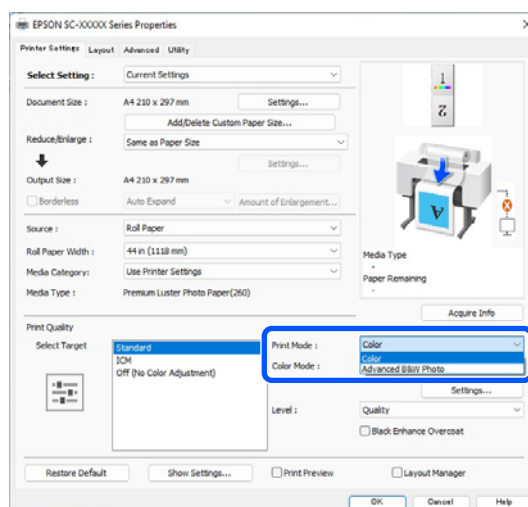 EPSON SC-XXXXX Series Properties
Printer Settings Layout Advanced Utility
Select Setting : Current Settings
Document Size : A4 210 x 297 mm Settings...
Add/Delete Custom Paper Size...
Reduce/Enlarge : Same as Paper Size
Settings...
Output Size : A4 210 x 297 mm
Borderless Auto Expand Amount of Enlargement...
Source : Roll Paper
Roll Paper Width : 44 in (1118 mm)
Media Category: Use Printer Settings
Media Type : Premium Luster Photo Paper(260)
1
2
A
Media Type
-
Paper Remaining
-
Acquire Info
Print Quality
Select Target
Standard
ICM
Off (No Color Adjustment)
Print Mode : Color
Color
Color Mode : Advanced B&W Photo
Settings...
Level : Quality
Black Enhance Overcoat
Restore Default Show Settings... Print Preview Layout Manager
OK Cancel Help